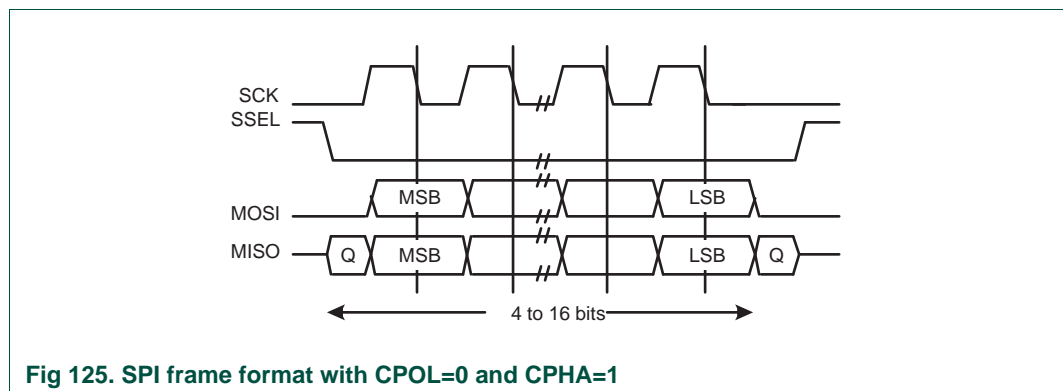 SCK
SSEL
MSB LSB
MOSI
MISO Q MSB LSB Q
4 to 16 bits
Fig 125. SPI frame format with CPOL=0 and CPHA=1